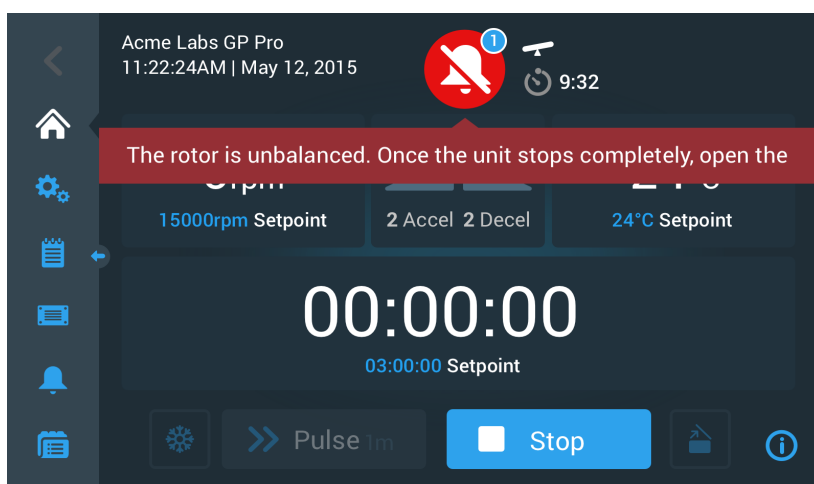 Acme Labs GP Pro
11:22:24AM | May 12, 2015
1
9:32
The rotor is unbalanced. Once the unit stops completely, open the
rpm
15000rpm Setpoint
2 Accel 2 Decel
24°C Setpoint
00:00:00
03:00:00 Setpoint
Pulse 1m
Stop